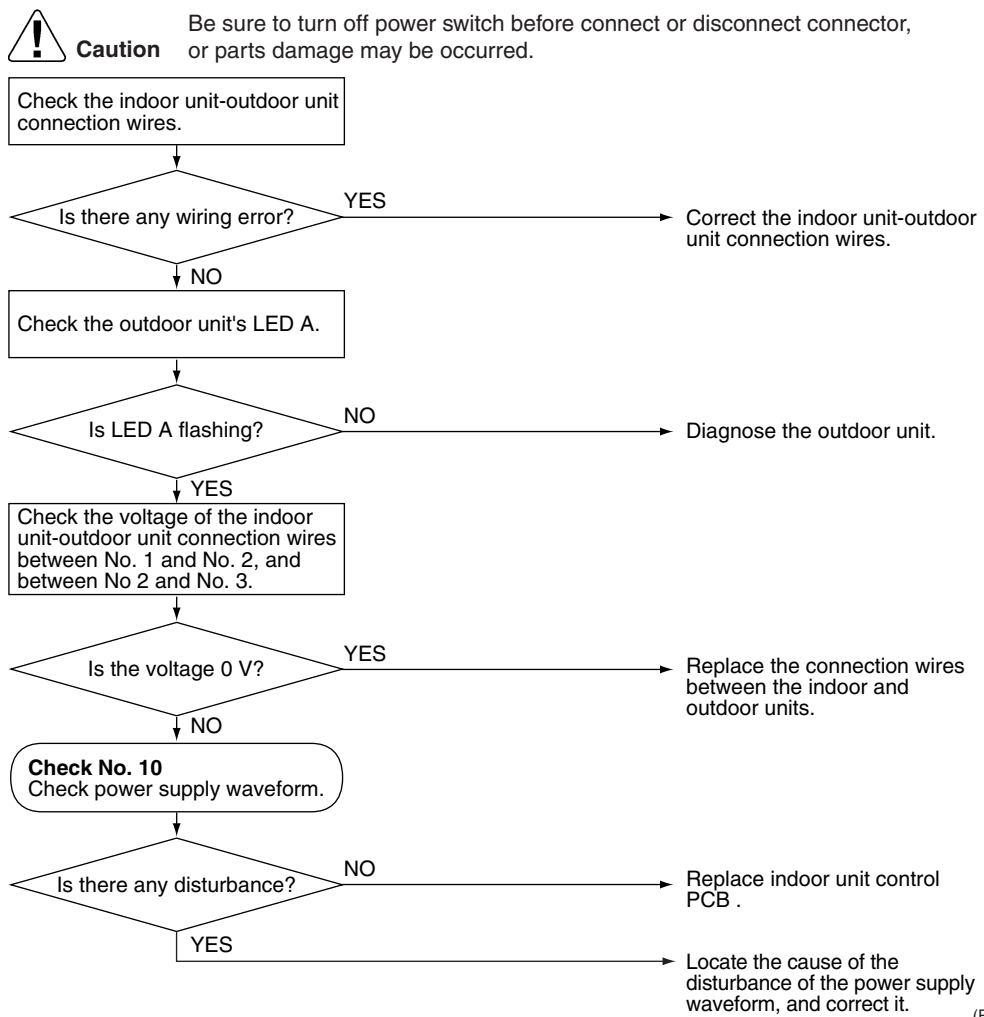 Be sure to turn off power switch before connect or disconnect connector,
Caution or parts damage may be occurred.
Check the indoor unit-outdoor unit
connection wires.
Is there any wiring error?
YES
Correct the indoor unit-outdoor
unit connection wires.
NO
Check the outdoor unit's LED A.
Is LED A flashing?
NO
Diagnose the outdoor unit.
YES
Check the voltage of the indoor
unit-outdoor unit connection wires
between No. 1 and No. 2, and
between No 2 and No. 3.
Is the voltage 0 V?
YES
Replace the connection wires
between the indoor and
outdoor units.
NO
Check No. 10
Check power supply waveform.
Is there any disturbance?
NO
Replace indoor unit control
PCB .
YES
Locate the cause of the
disturbance of the power supply
waveform, and correct it.